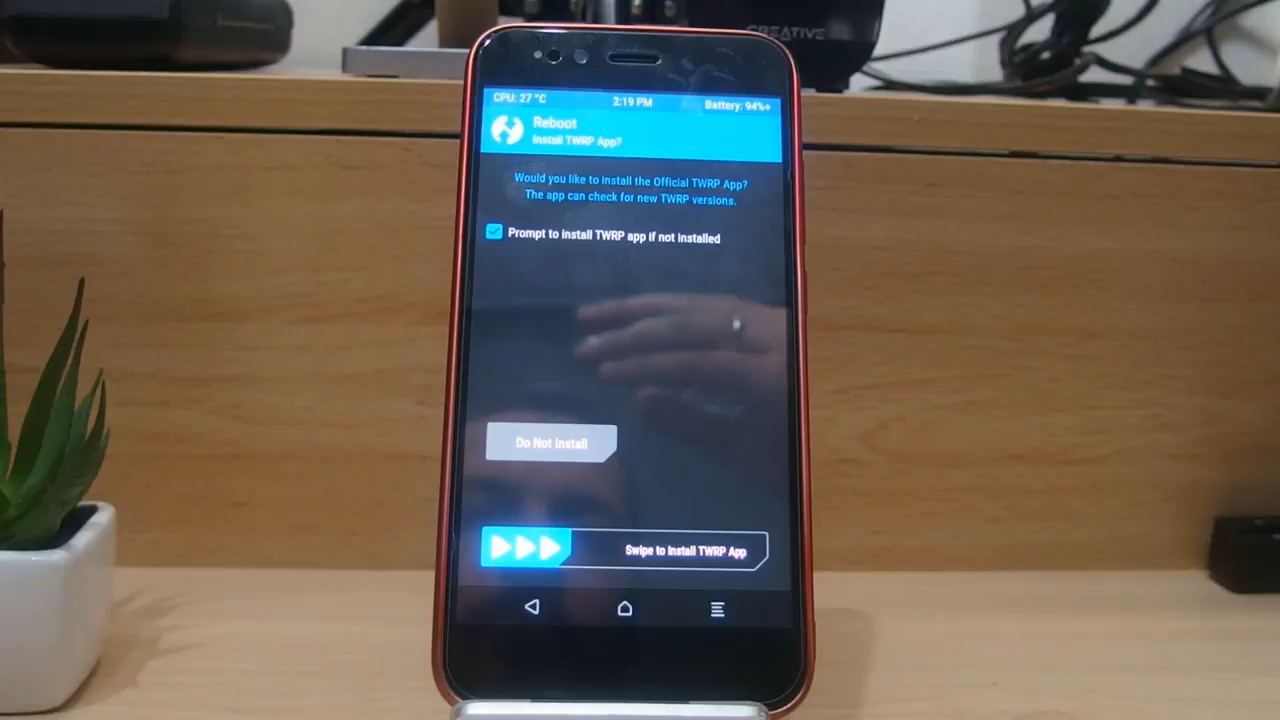 CREATIVE
CPU: 27 °C 2:19 PM Battery: 94%+
Reboot
Install TWRP App?
Would you like to install the Official TWRP App?
The app can check for new TWRP versions.
Prompt to install TWRP app if not installed
Do Not Install
Swipe to Install TWRP App